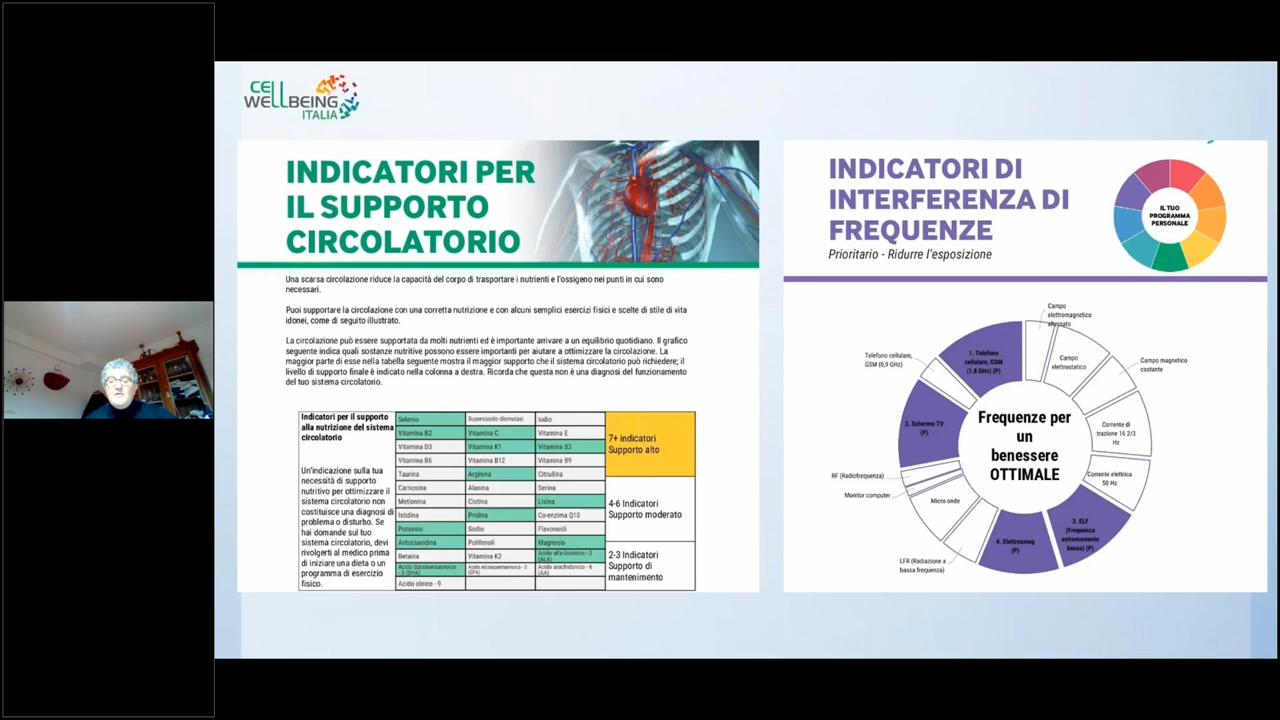 CELL
WELLBEING
ITALIA
INDICATORI PER
IL SUPPORTO
CIRCOLATORIO
Una scarsa circolazione riduce la capacità del corpo di trasportare i nutrienti e l'ossigeno nei punti in cui sono
necessari.
Puoi supportare la circolazione con una corretta nutrizione e con alcuni semplici esercizi fisici e scelte di stile di vita
idonei, come di seguito illustrato.
La circolazione può essere supportata da molti nutrienti ed è importante arrivare a un equilibrio quotidiano. Il grafico
seguente indica quali sostanze nutritive possono essere importanti per aiutare a ottimizzare la circolazione. La
maggior parte di esse nella tabella seguente mostra il maggior supporto che il sistema circolatorio può richiedere; il
livello di supporto finale è indicato nella colonna a destra. Ricorda che questa non è una diagnosi del funzionamento
del tuo sistema circolatorio.
Indicatori per il supporto
alla nutrizione del sistema
circolatorio
Un'indicazione sulla tua
necessità di supporto
nutritivo per ottimizzare il
sistema circolatorio non
costituisce una diagnosi di
problema o disturbo. Se
hai domande sul tuo
sistema circolatorio, devi
rivolgerti al medico prima
di iniziare una dieta o un
programma di esercizio
fisico.
Selenio Superossido dismutasi Iodio
Vitamina B2 Vitamina C Vitamina E
Vitamina D3 Vitamina K1 Vitamina B3
Vitamina B6 Vitamina B12 Vitamina B9
Taurina Arginina Citrullina
Carnosina Alanina Serina
Metionina Cistina Lisina
Istidina Prolina Co-enzima Q10
Potassio Sodio Flavonoidi
Antocianidina Polifenoli Magnesio
Betaina Vitamina K2 Acido alfa-linolenico - 3
(ALA)
Acido docosaesaenoico
- 3 (DHA) Acido eicosapentaenoico - 3
(EPA) Acido arachidonico - 6
(AA)
Acido oleico - 9
7+ indicatori
Supporto alto
4-6 Indicatori
Supporto moderato
2-3 Indicatori
Supporto di
mantenimento
INDICATORI DI
INTERFERENZA DI
FREQUENZE
Prioritario - Ridurre l'esposizione
IL TUO
PROGRAMMA
PERSONALE
Campo
elettromagnetico
alternato
Campo
elettrostatico
Campo magnetico
costante
Corrente di
trazione 16 2/3
Hz
Corrente elettrica
50 Hz
3. ELF
(Frequenza
estremamente
bassa) (P)
4. Elettrosmog
(P)
LFR (Radiazione a
bassa frequenza)
Micro onde
Monitor computer
RF (Radiofrequenza)
2. Schermo TV
(P)
Telefono cellulare,
GSM (0,9 GHz)
1. Telefono
cellulare, GSM
(1,8 GHz) (P)
Frequenze per
un
benessere
OTTIMALE